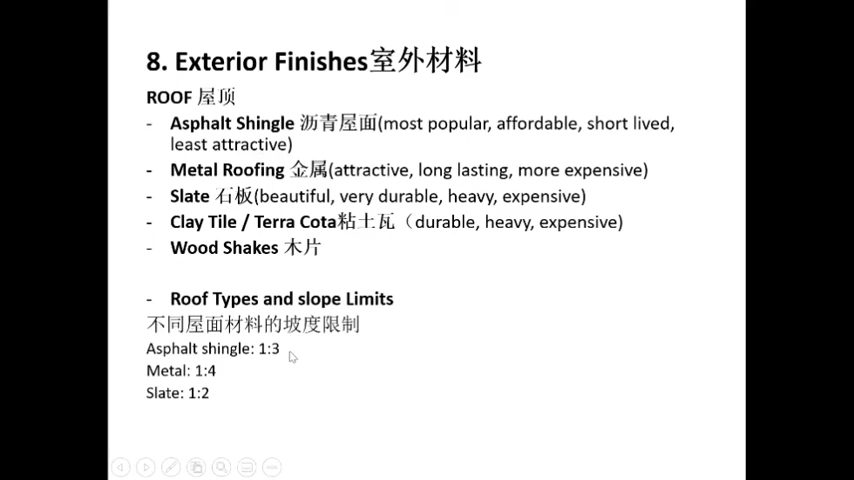 8. Exterior Finishes室外材料
ROOF 屋顶
- Asphalt Shingle 沥青屋面(most popular, affordable, short lived,
least attractive)
- Metal Roofing 金属(attractive, long lasting, more expensive)
- Slate 石板(beautiful, very durable, heavy, expensive)
- Clay Tile / Terra Cota粘土瓦（durable, heavy, expensive)
- Wood Shakes 木片
- Roof Types and slope Limits
不同屋面材料的坡度限制
Asphalt shingle: 1:3
Metal: 1:4
Slate: 1:2